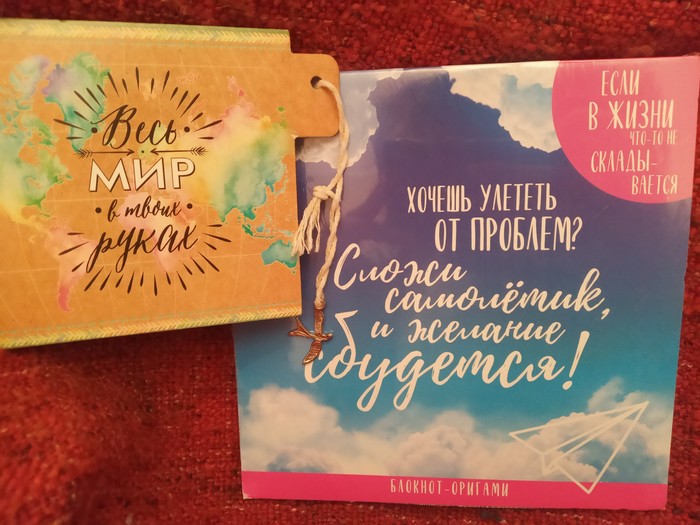 Весь
МИР
в твоих
руках
ЕСЛИ
В ЖИЗНИ
ЧТО-ТО НЕ
СКЛАДЫ-
ВАЕТСЯ
ХОЧЕШЬ УЛЕТЕТЬ
ОТ ПРОБЛЕМ?
Сложи
самолётик,
и желание
сбудется!
БЛОКНОТ-ОРИГАМИ